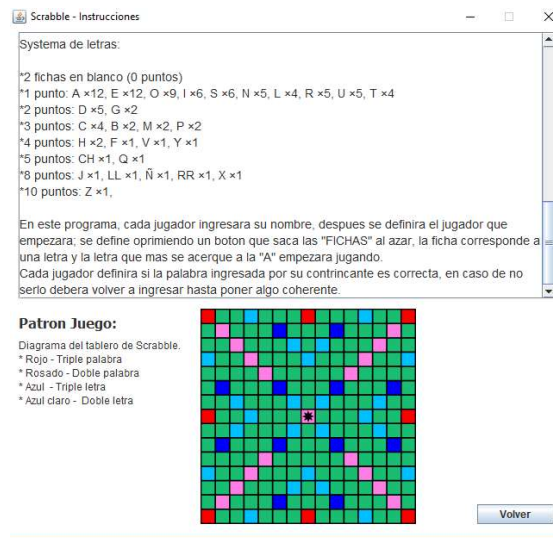 Scrabble - Instrucciones
Systema de letras:
*2 fichas en blanco (0 puntos)
*1 punto: A ×12, E ×12, O ×9, I ×6, S ×6, N ×5, L ×4, R ×5, U ×5, T ×4
*2 puntos: D ×5, G ×2
*3 puntos: C ×4, B ×2, M ×2, P ×2
*4 puntos: H ×2, F ×1, V ×1, Y ×1
*5 puntos: CH ×1, Q ×1
*8 puntos: J ×1, LL ×1, Ñ ×1, RR ×1, X ×1
*10 puntos: Z ×1,
En este programa, cada jugador ingresara su nombre, despues se definira el jugador que
empezara; se define oprimiendo un boton que saca las "FICHAS" al azar, la ficha corresponde a
una letra y la letra que mas se acerque a la "A" empezara jugando.
Cada jugador definira si la palabra ingresada por su contrincante es correcta, en caso de no
serlo debera volver a ingresar hasta poner algo coherente.
Patron Juego:
Diagrama del tablero de Scrabble.
* Rojo - Triple palabra
* Rosado - Doble palabra
* Azul - Triple letra
* Azul claro - Doble letra
Volver